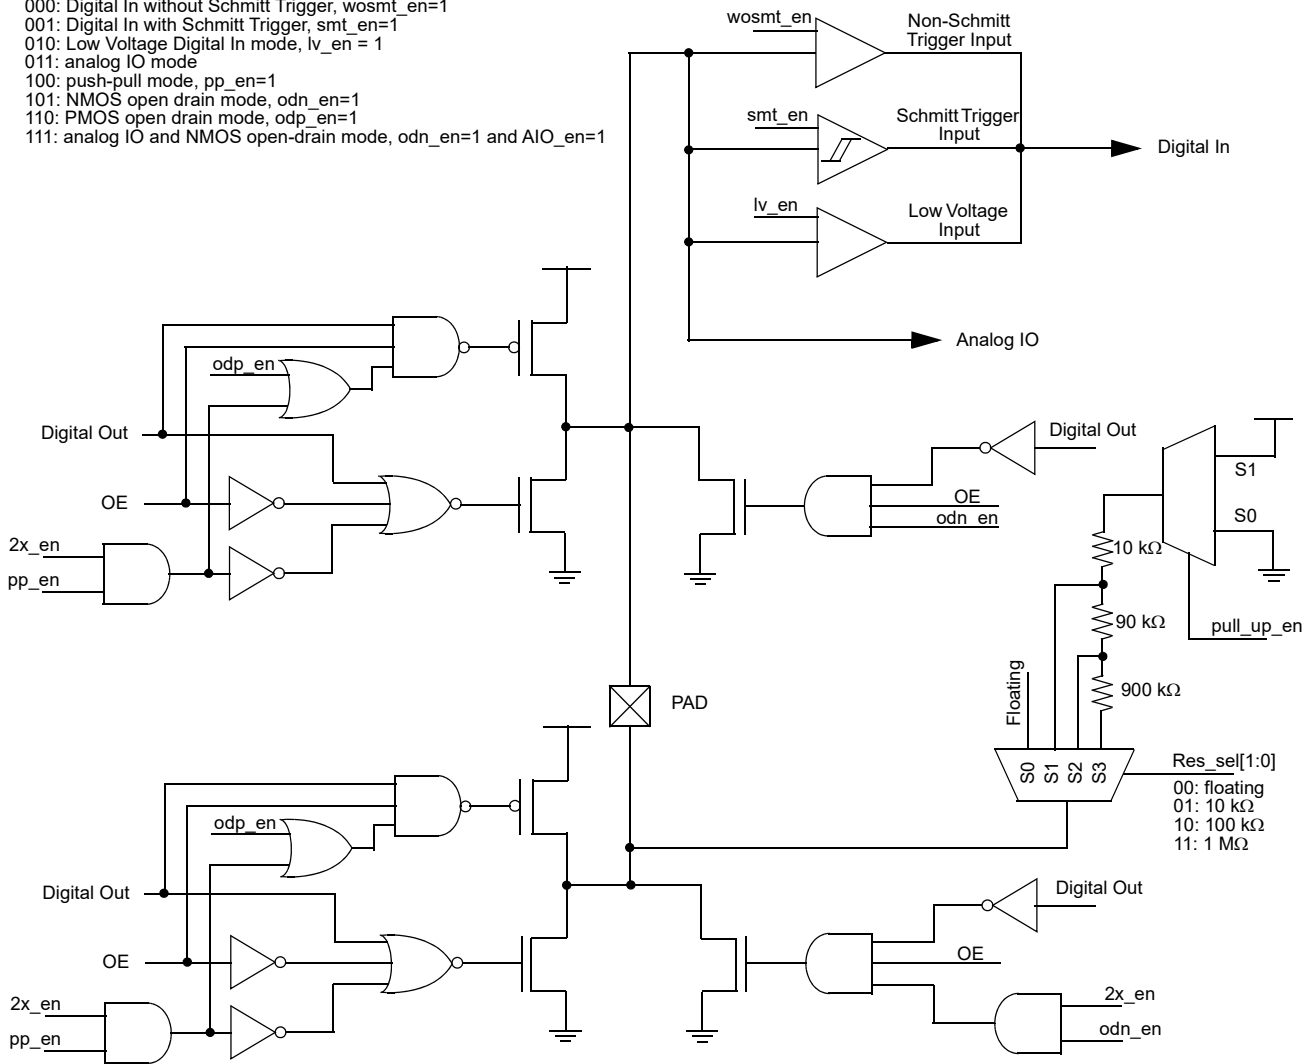 000: Digital In without Schmitt Trigger, wosmt_en=1
001: Digital In with Schmitt Trigger, smt_en=1
010: Low Voltage Digital In mode, lv_en = 1
011: analog IO mode
100: push-pull mode, pp_en=1
101: NMOS open drain mode, odn_en=1
110: PMOS open drain mode, odp_en=1
111: analog IO and NMOS open-drain mode, odn_en=1 and AIO_en=1
wosmt_en
Non-Schmitt
Trigger Input
smt_en
Schmitt Trigger
Input
Digital In
lv_en
Low Voltage
Input
Analog IO
odp_en
Digital Out
OE
2x_en
pp_en
Digital Out
OE
odn_en
S1
S0
10 kΩ
90 kΩ
pull_up_en
900 kΩ
Floating
PAD
S0
S1
S2
S3
Res_sel[1:0]
00: floating
01: 10 kΩ
10: 100 kΩ
11: 1 MΩ
odp_en
Digital Out
OE
2x_en
pp_en
Digital Out
OE
2x_en
odn_en